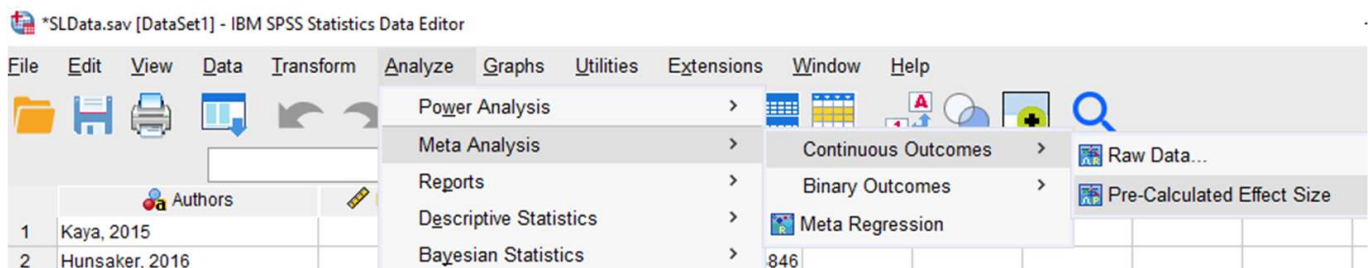 *SLData.sav [DataSet1] - IBM SPSS Statistics Data Editor
File Edit View Data Transform Analyze Graphs Utilities Extensions Window Help
Power Analysis
Meta Analysis
Continuous Outcomes
Raw Data...
Reports
Binary Outcomes
Pre-Calculated Effect Size
Authors
Descriptive Statistics
Meta Regression
1 Kaya, 2015
Bayesian Statistics
2 Hunsaker, 2016
846